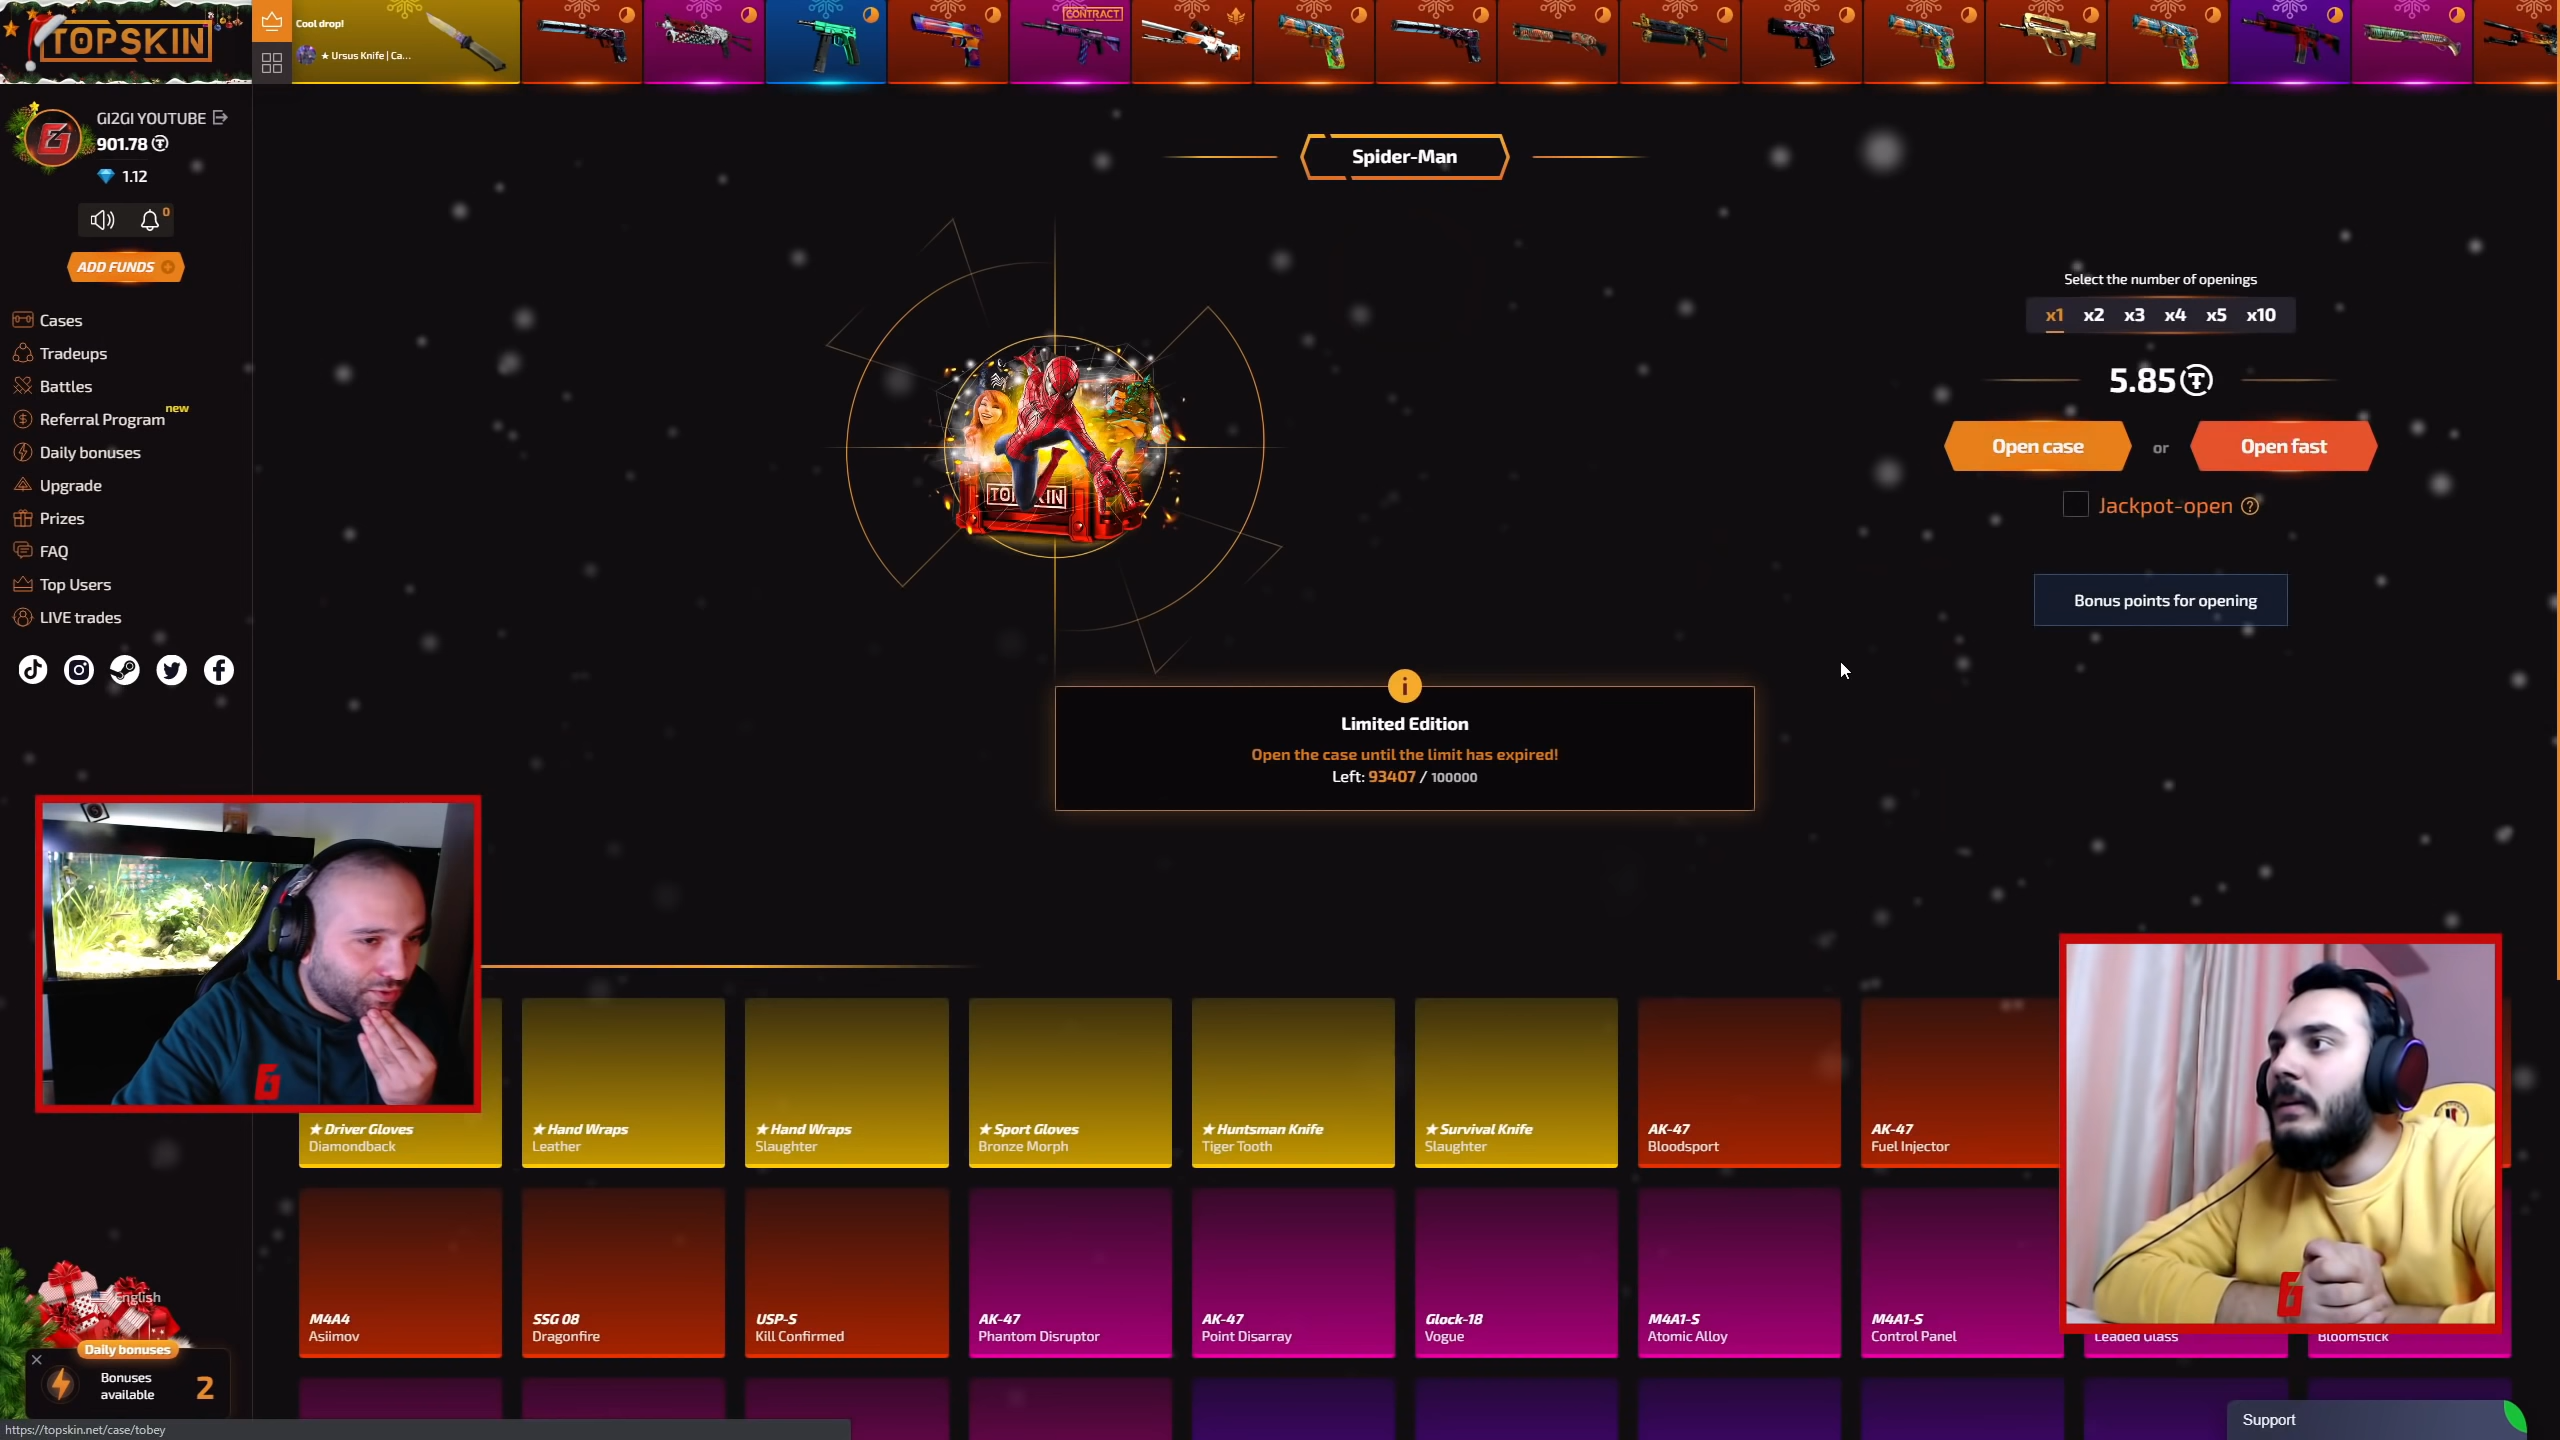 TOPSKIN
Cool drop!
★ Ursus Knife | Ca...
CONTRACT
GI2GI YOUTUBE
901.78
1.12
0
ADD FUNDS
Cases
Tradeups
Battles
Referral Program new
Daily bonuses
Upgrade
Prizes
FAQ
Top Users
LIVE trades
Spider-Man
Select the number of openings
x1 x2 x3 x4 x5 x10
5.85
Open case or Open fast
Jackpot-open ?
Bonus points for opening
i
Limited Edition
Open the case until the limit has expired!
Left: 93407 / 100000
★ Driver Gloves
Diamondback
★ Hand Wraps
Leather
★ Hand Wraps
Slaughter
★ Sport Gloves
Bronze Morph
★ Huntsman Knife
Tiger Tooth
★ Survival Knife
Slaughter
AK-47
Bloodsport
AK-47
Fuel Injector
M4A4
Asiimov
SSG 08
Dragonfire
USP-S
Kill Confirmed
AK-47
Phantom Disruptor
AK-47
Point Disarray
Glock-18
Vogue
M4A1-S
Atomic Alloy
M4A1-S
Control Panel
Leaded Glass
Bloomstick
English
Daily bonuses
Bonuses
available
2
https://topskin.net/case/tobey
Support